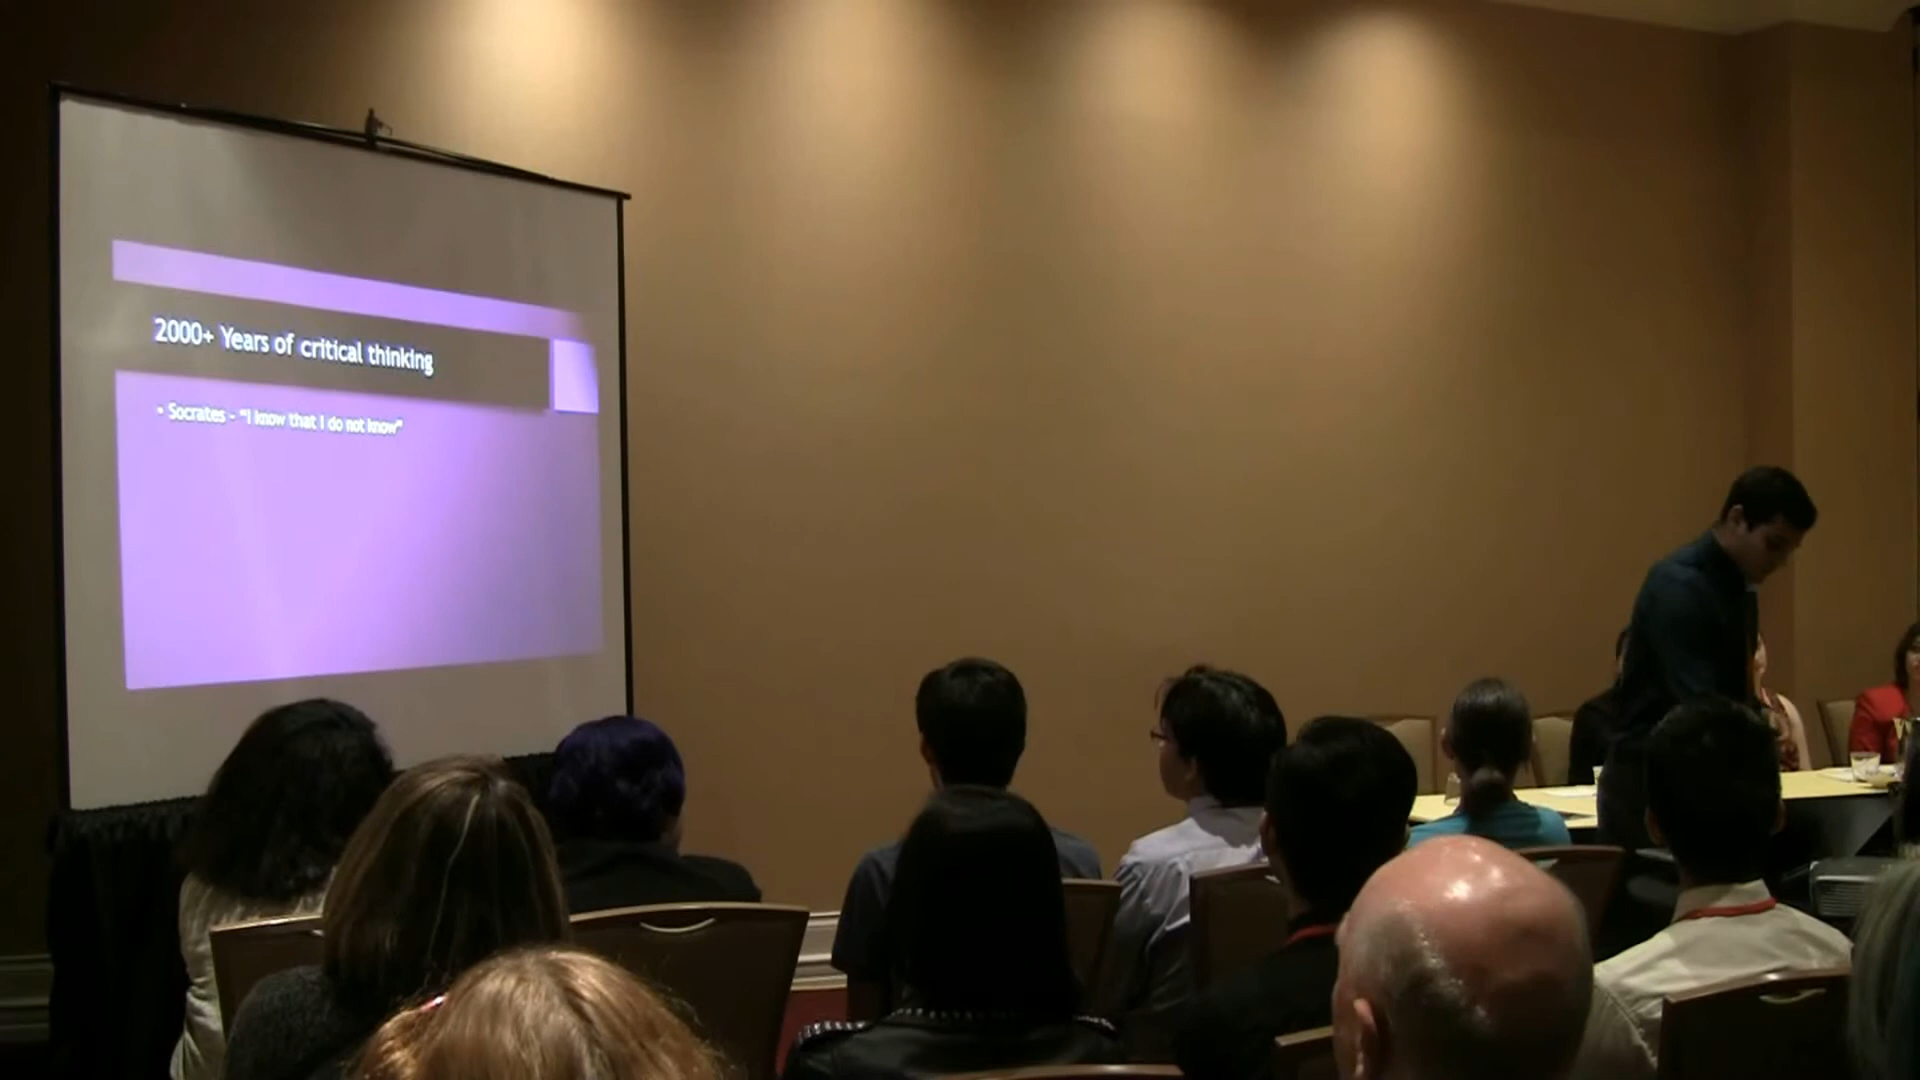 2000+ Years of critical thinking
• Socrates - "I know that I do not know"